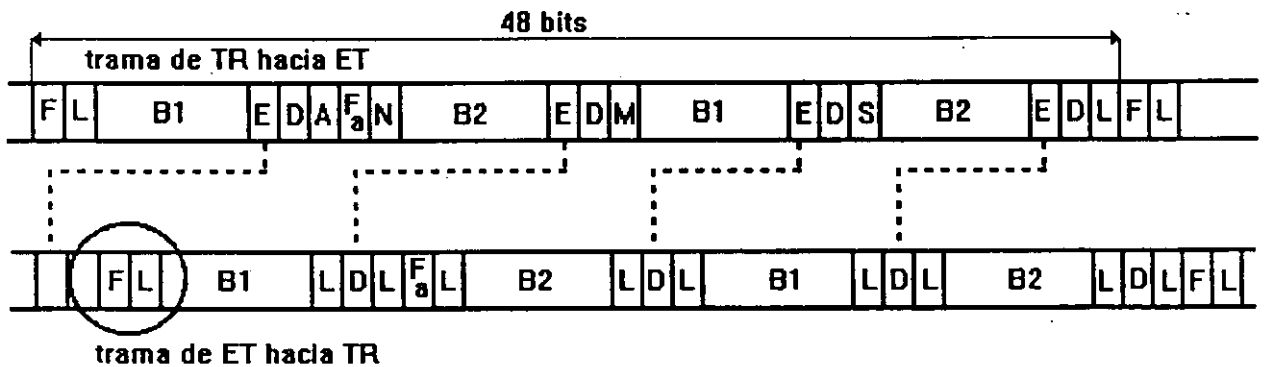 48 bits
trama de TR hacia ET
F L B1 E D A Fa N B2 E D M B1 E D S B2 E D L F L
F L B1 L D L Fa L B2 L D L B1 L D L B2 L D L F L
trama de ET hacia TR